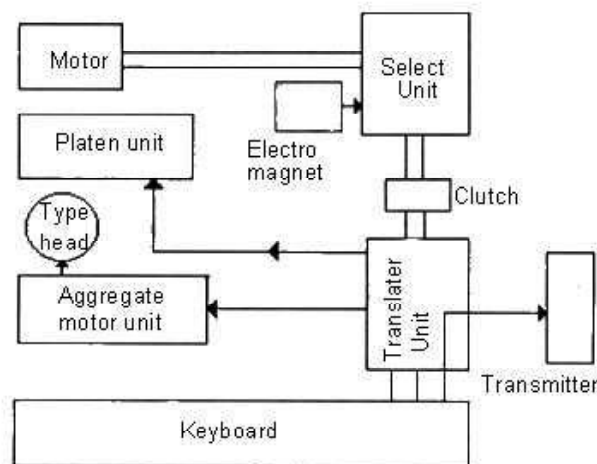 Motor
Select
Unit
Electro
magnet
Platen unit
Clutch
Type
head
Aggregate
motor unit
Translater
Unit
Transmitter
Keyboard